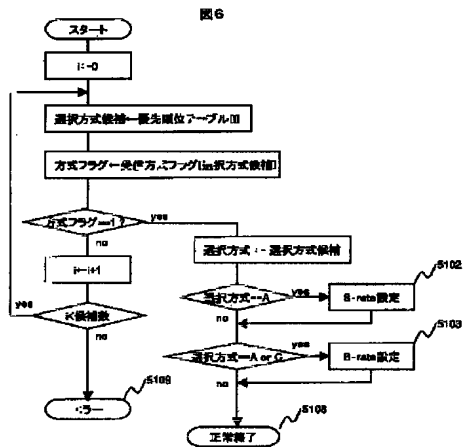 図6
スタート
i←0
選択方式候補←優先順位テーブル[i]
方式フラグ←受信方式フラグ[選択方式候補]
方式フラグ==1?
yes
no
選択方式←選択方式候補
i←i+1
5102
選択方式==A
yes
S-rate設定
yes
i<候補数
no
5103
no
選択方式==A or G
yes
B-rate設定
5109
no
エラー
5108
正常終了